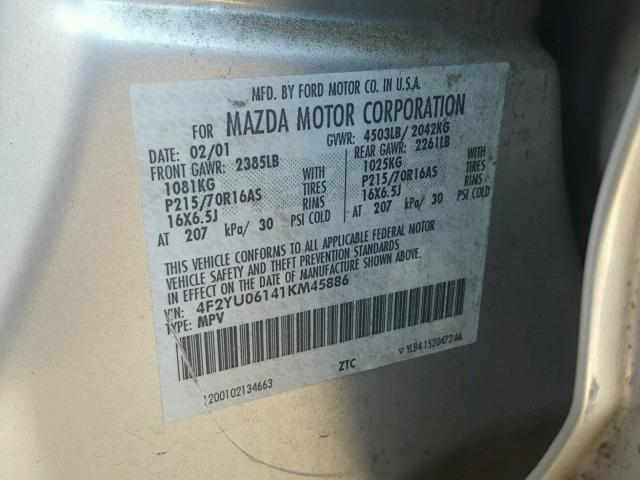 MFD. BY FORD MOTOR CO. IN U.S.A.
FOR MAZDA MOTOR CORPORATION
DATE: 02/01 GVWR: 4503LB/ 2042KG
FRONT GAWR: 2385LB REAR GAWR: 2261LB
1081KG WITH 1025KG WITH
P215/70R16AS TIRES P215/70R16AS TIRES
16X6.5J RIMS 16X6.5J RIMS
AT 207 kPa/ 30 PSI COLD AT 207 kPa/ 30 PSI COLD
THIS VEHICLE CONFORMS TO ALL APPLICABLE FEDERAL MOTOR
VEHICLE SAFETY AND THEFT PREVENTION STANDARDS
IN EFFECT ON THE DATE OF MANUFACTURE SHOWN ABOVE.
VIN: 4F2YU06141KM45886
TYPE: MPV
200102134663 ZTC YL84-1520472-AA